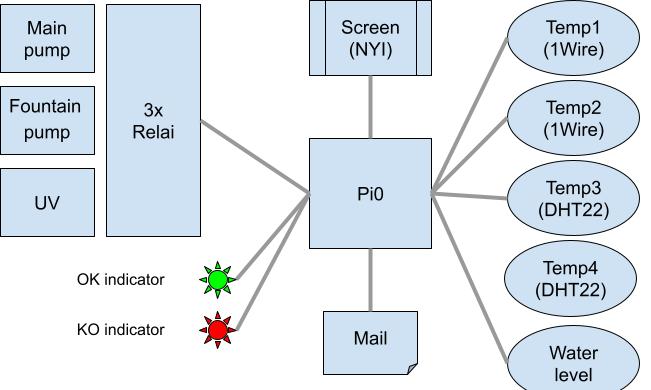 Main
pump
Fountain
pump
UV
3x
Relai
OK indicator
KO indicator
Screen
(NYI)
Pi0
Mail
Temp1
(1Wire)
Temp2
(1Wire)
Temp3
(DHT22)
Temp4
(DHT22)
Water
level